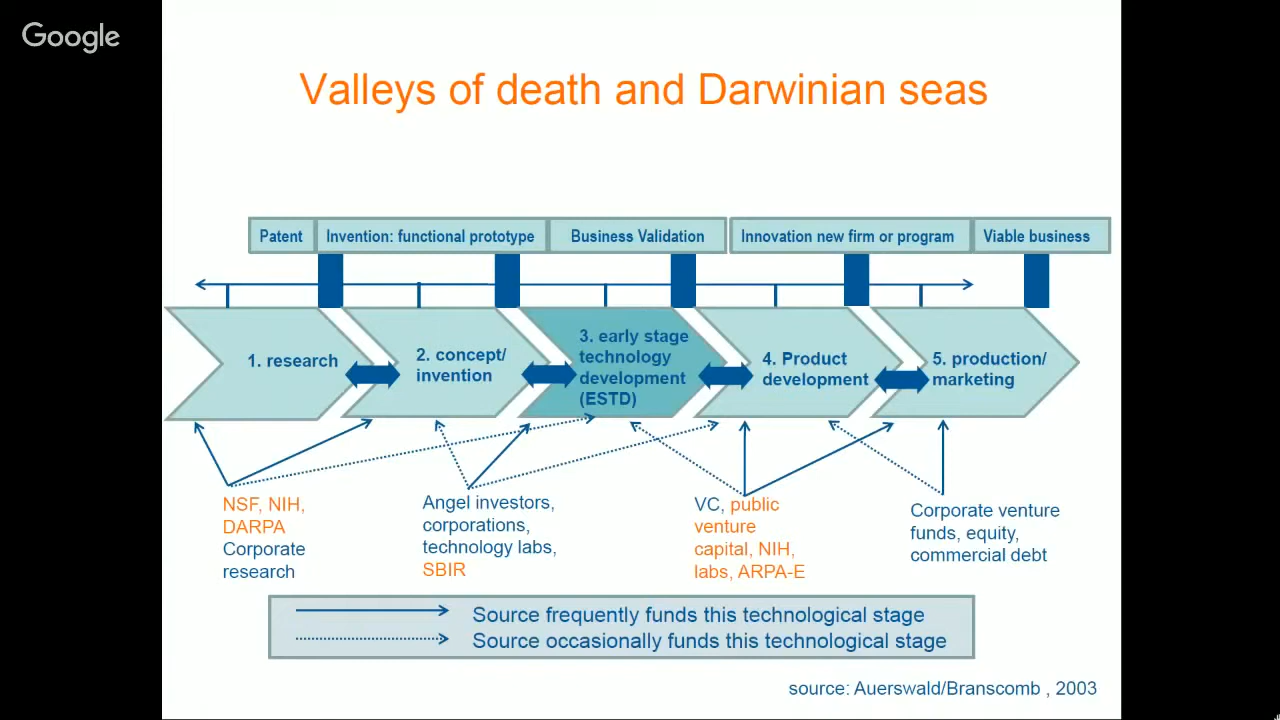 Google
Valleys of death and Darwinian seas
Patent
Invention: functional prototype
Business Validation
Innovation new firm or program
Viable business
1. research
2. concept/
invention
3. early stage
technology
development
(ESTD)
4. Product
development
5. production/
marketing
NSF, NIH,
DARPA
Corporate
research
Angel investors,
corporations,
technology labs,
SBIR
VC, public
venture
capital, NIH,
labs, ARPA-E
Corporate venture
funds, equity,
commercial debt
Source frequently funds this technological stage
Source occasionally funds this technological stage
source: Auerswald/Branscomb , 2003